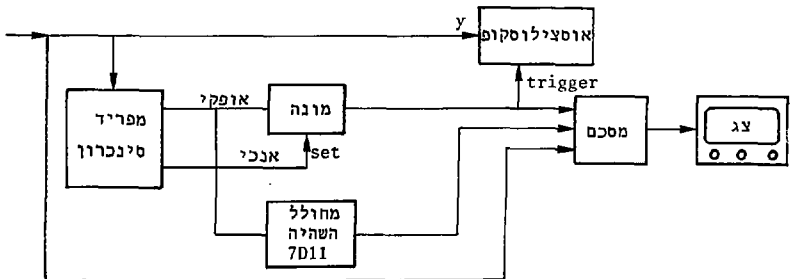 y
אוסצילוסקופ
trigger
מפריד
סינכרון
אופקי
מונה
אנכי
set
מסכם
צג
מחולל
השהיה
7D11